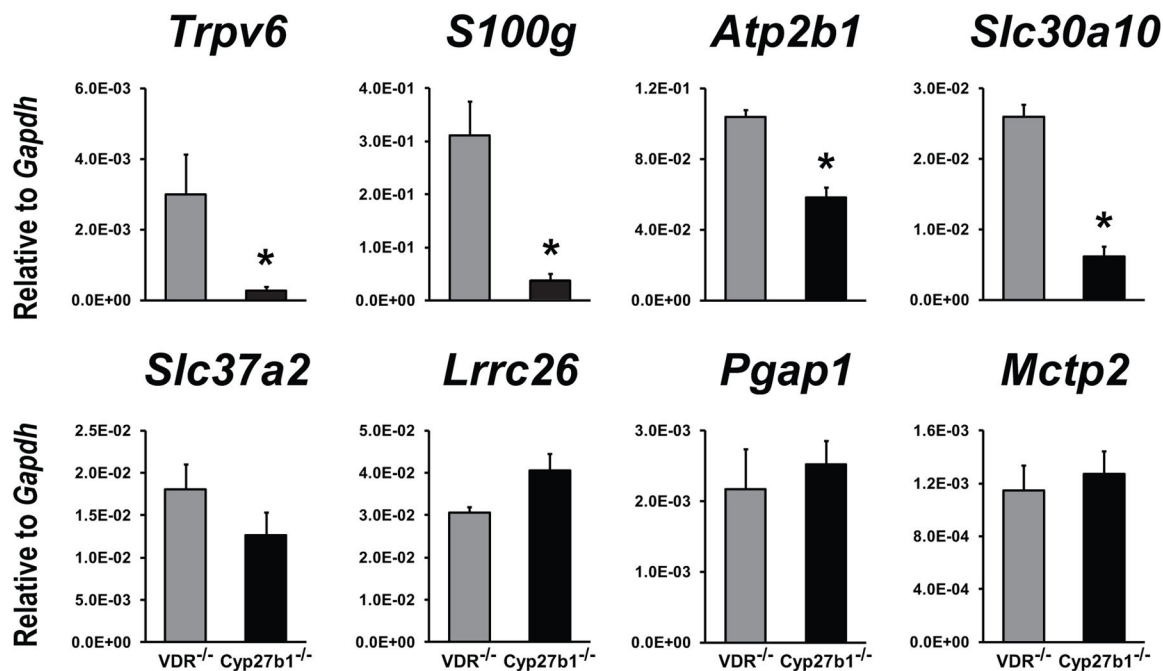 Trpv6 S100g Atp2b1 Slc30a10
Relative to Gapdh
6.0E-03
4.0E-03
2.0E-03
0.0E+00
*
4.0E-01
3.0E-01
2.0E-01
1.0E-01
0.0E+00
*
1.2E-01
8.0E-02
4.0E-02
0.0E+00
*
3.0E-02
2.0E-02
1.0E-02
0.0E+00
*
Slc37a2 Lrrc26 Pgap1 Mctp2
Relative to Gapdh
2.5E-02
2.0E-02
1.5E-02
1.0E-02
5.0E-03
0.0E+00
VDR⁻/⁻ Cyp27b1⁻/⁻
5.0E-02
4.0E-02
3.0E-02
2.0E-02
1.0E-02
0.0E+00
VDR⁻/⁻ Cyp27b1⁻/⁻
3.0E-03
2.0E-03
1.0E-03
0.0E+00
VDR⁻/⁻ Cyp27b1⁻/⁻
1.6E-03
1.2E-03
8.0E-04
4.0E-04
0.0E+00
VDR⁻/⁻ Cyp27b1⁻/⁻